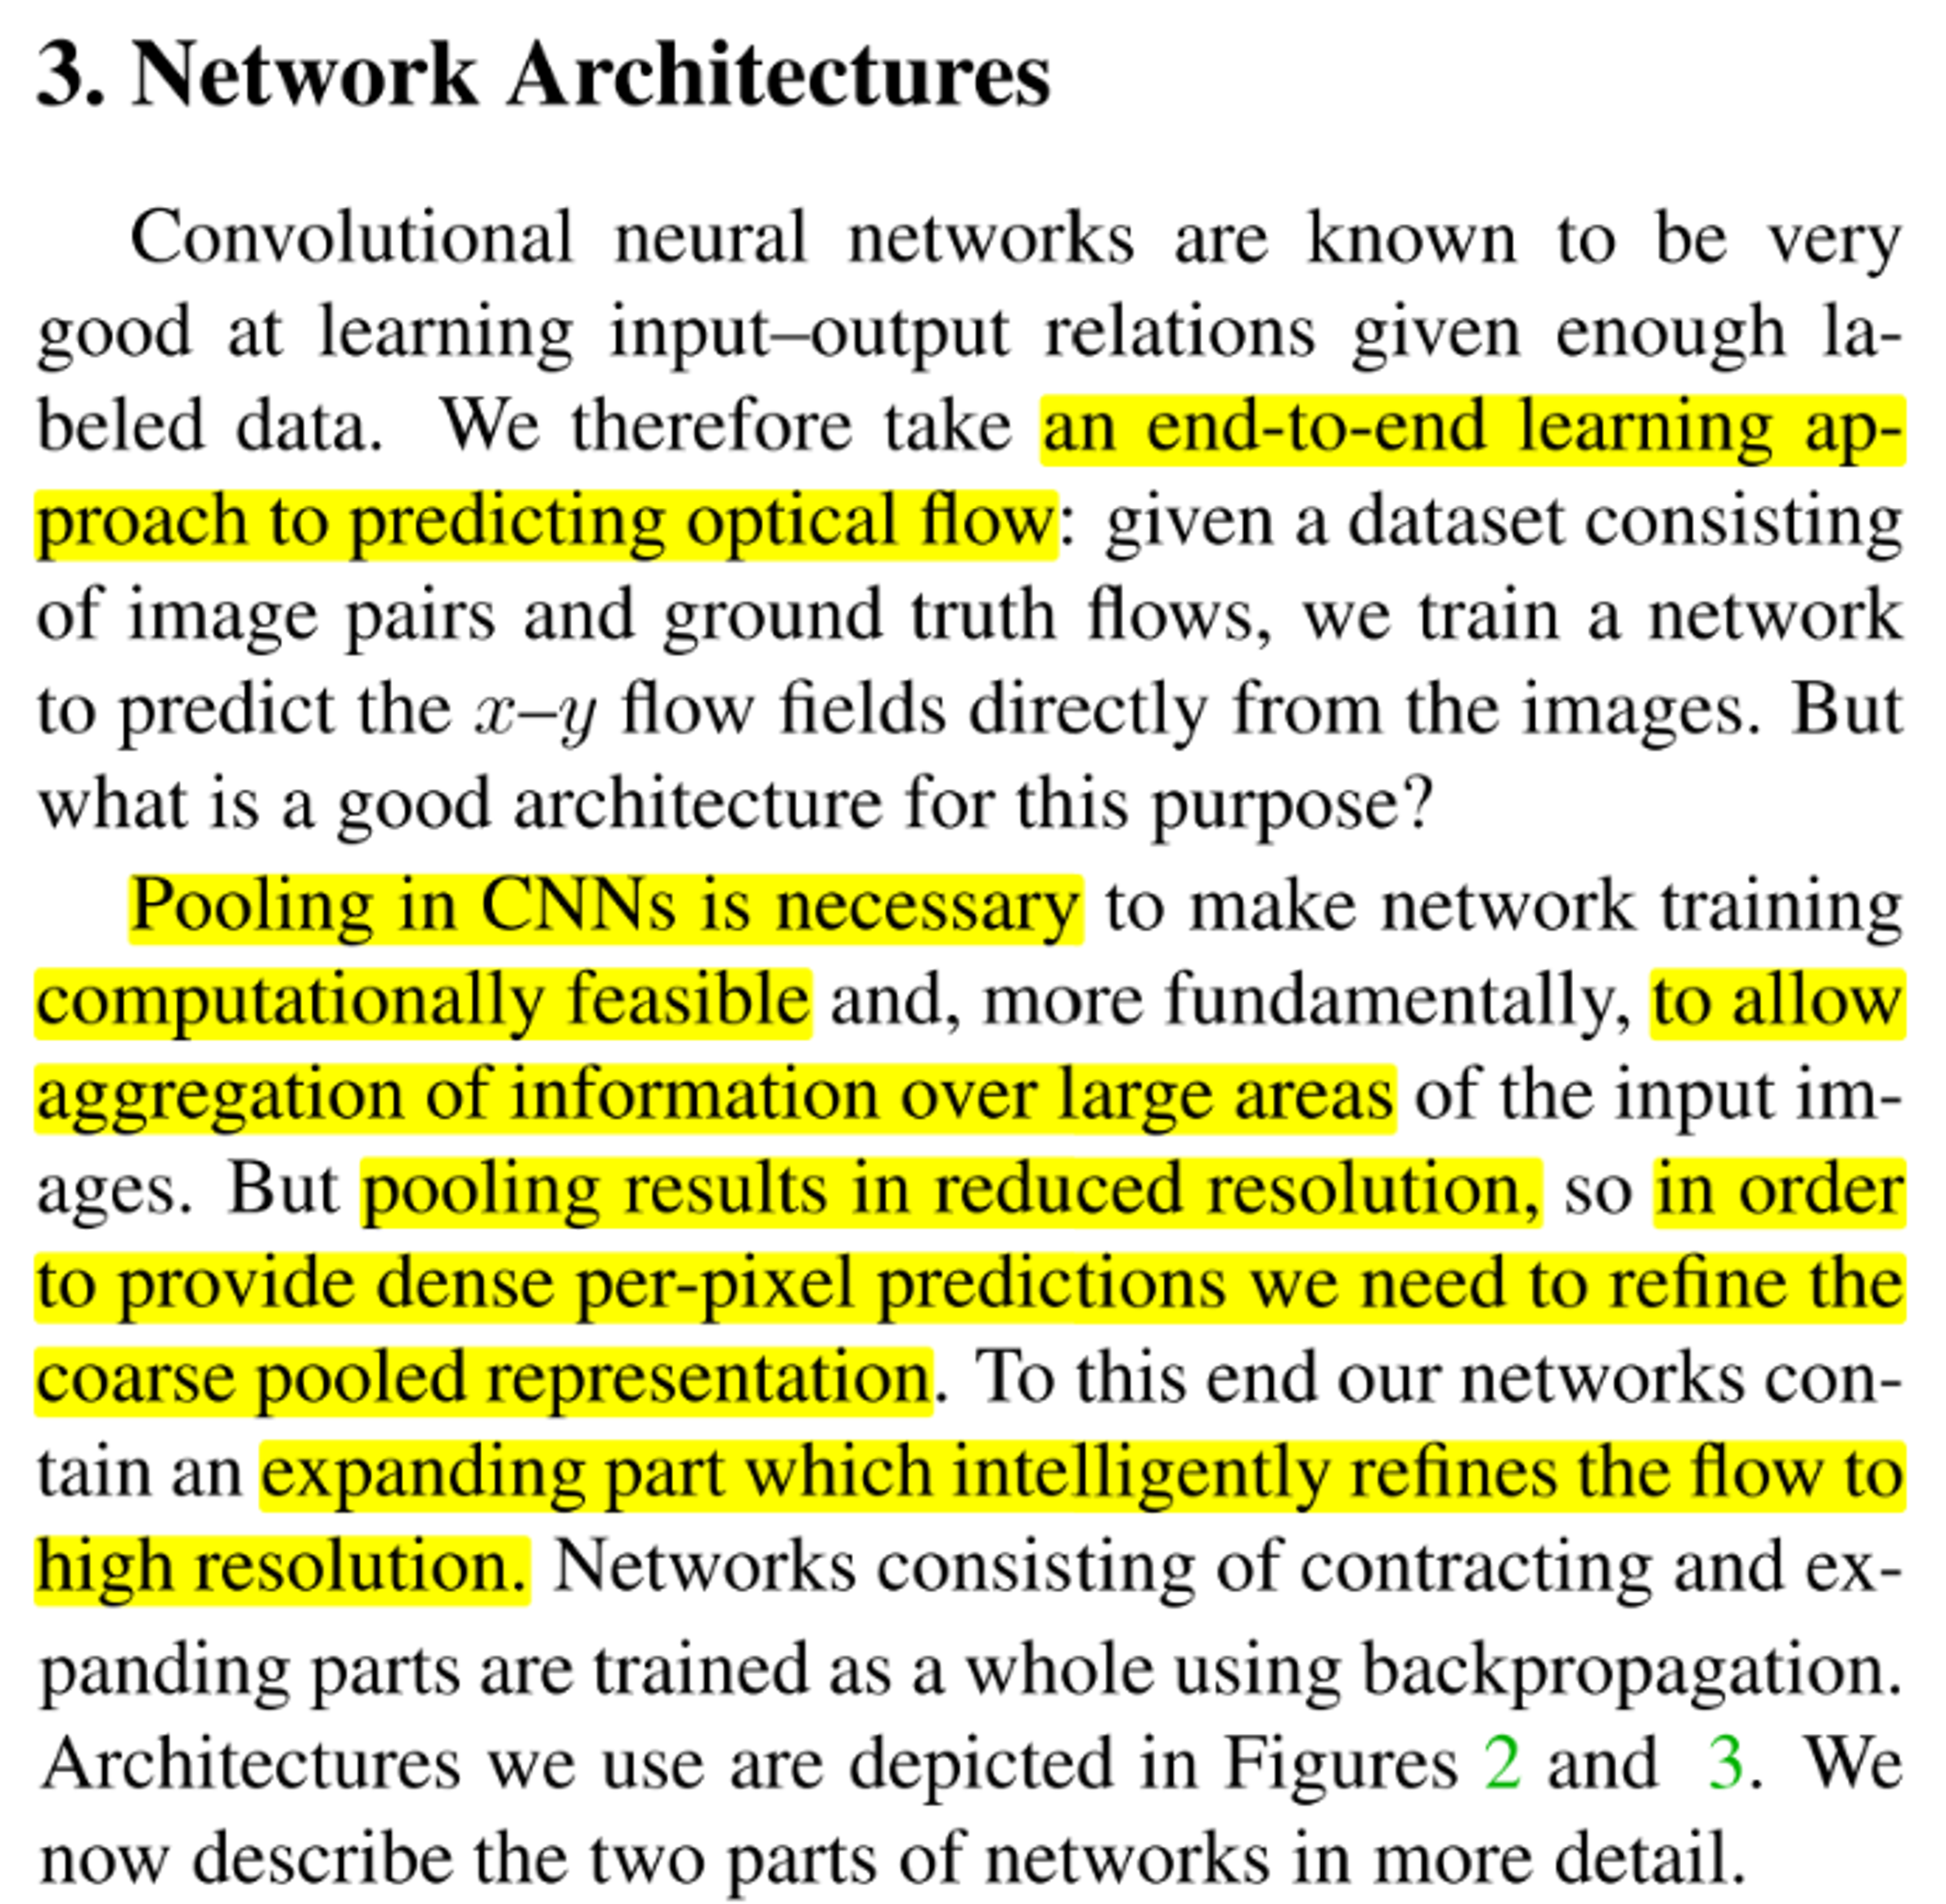 3. Network Architectures
Convolutional neural networks are known to be very
good at learning input–output relations given enough la-
beled data. We therefore take an end-to-end learning ap-
proach to predicting optical flow: given a dataset consisting
of image pairs and ground truth flows, we train a network
to predict the x–y flow fields directly from the images. But
what is a good architecture for this purpose?
Pooling in CNNs is necessary to make network training
computationally feasible and, more fundamentally, to allow
aggregation of information over large areas of the input im-
ages. But pooling results in reduced resolution, so in order
to provide dense per-pixel predictions we need to refine the
coarse pooled representation. To this end our networks con-
tain an expanding part which intelligently refines the flow to
high resolution. Networks consisting of contracting and ex-
panding parts are trained as a whole using backpropagation.
Architectures we use are depicted in Figures 2 and 3. We
now describe the two parts of networks in more detail.